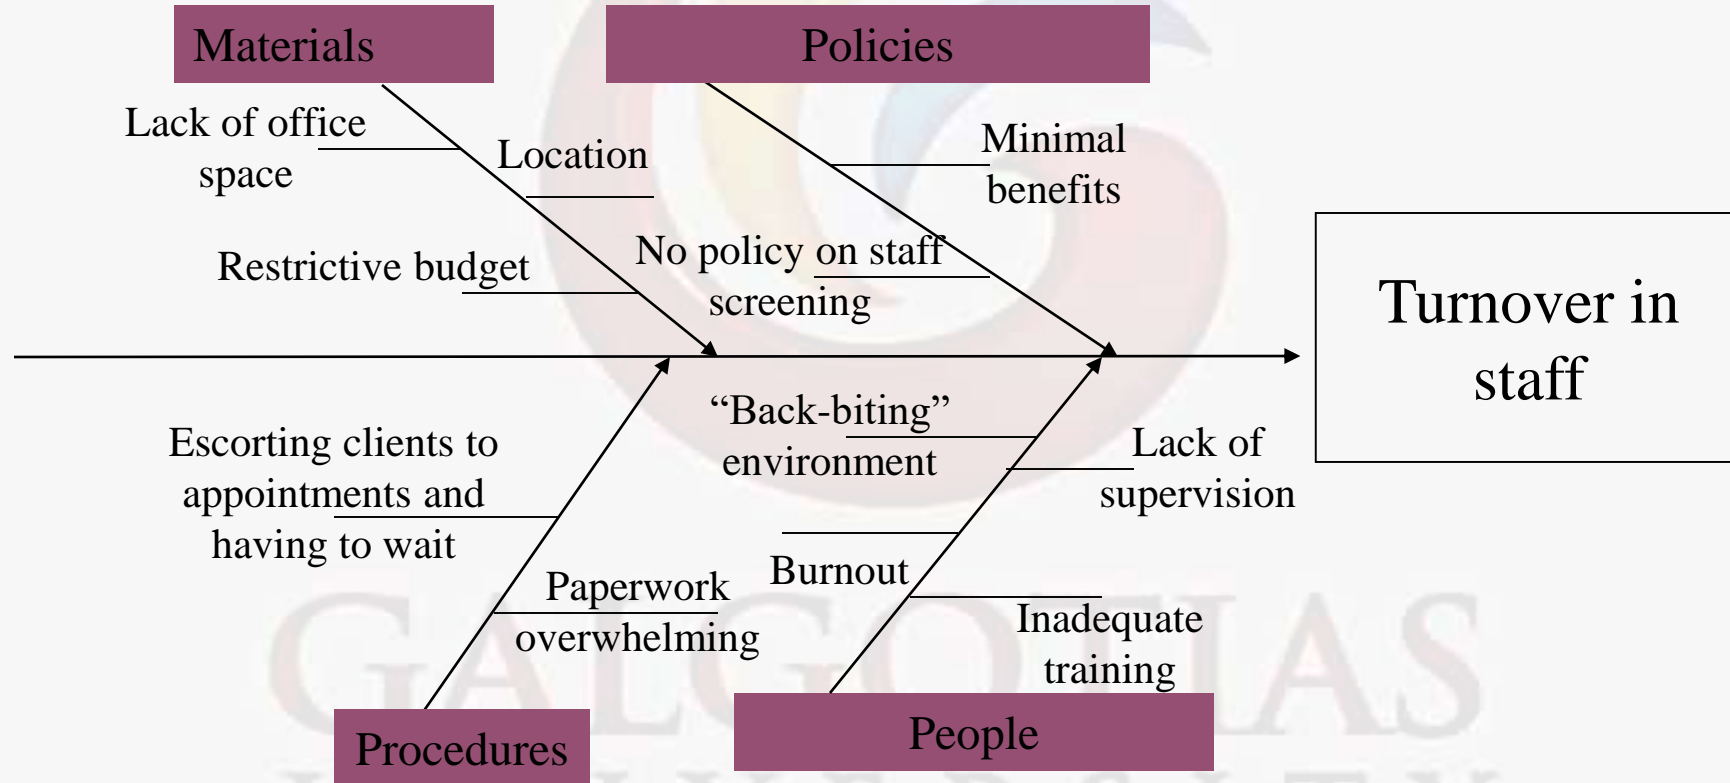 Materials
Policies
Lack of office
space
Location
Restrictive budget
Minimal
benefits
No policy on staff
screening
Turnover in
staff
Escorting clients to
appointments and
having to wait
Paperwork
overwhelming
“Back-biting”
environment
Lack of
supervision
Burnout
Inadequate
training
Procedures
People
GALGOTIAS
UNIVERSITY